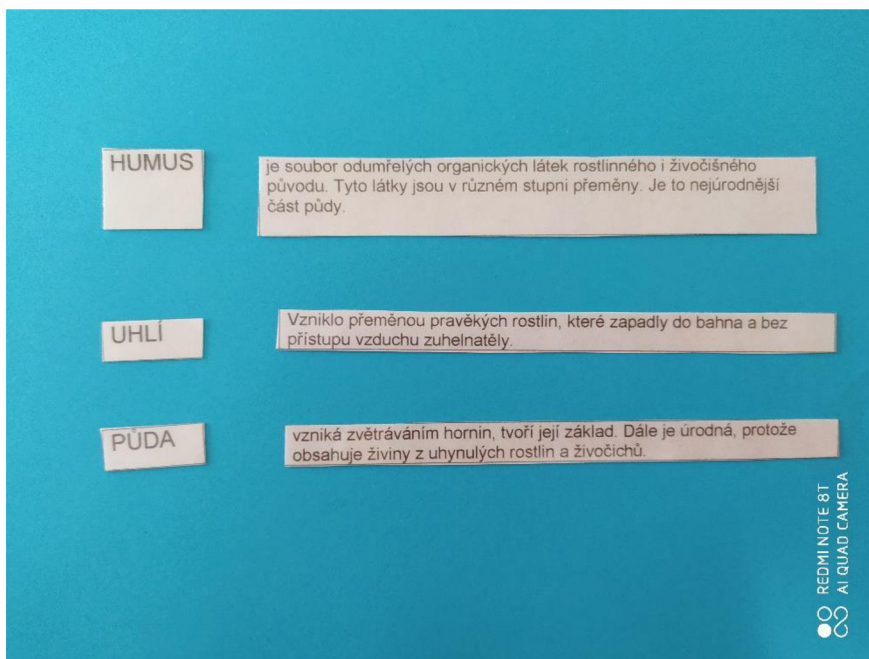 HUMUS
je soubor odumřelých organických látek rostlinného i živočišného
původu. Tyto látky jsou v různém stupni přeměny. Je to nejúrodnější
část půdy.
UHLÍ
Vzniklo přeměnou pravěkých rostlin, které zapadly do bahna a bez
přístupu vzduchu zuhelnatěly.
PŮDA
vzniká zvětráváním hornin, tvoří její základ. Dále je úrodná, protože
obsahuje živiny z uhynulých rostlin a živočichů.
REDMI NOTE 8T
AI QUAD CAMERA